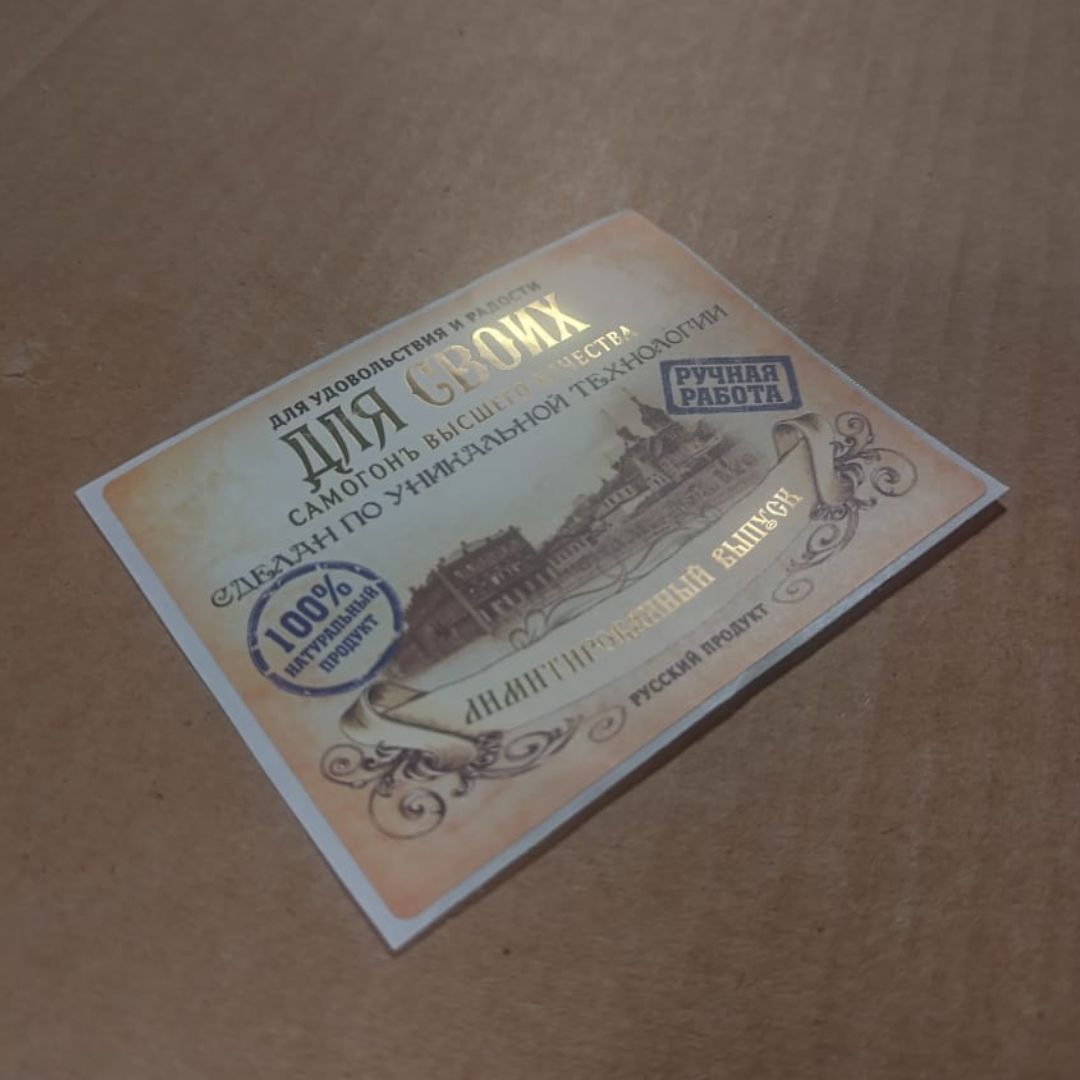 ДЛЯ УДОВОЛЬСТВИЯ И РАДОСТИ
ДЛЯ СВОИХ
САМОГОНЪ ВЫСШЕГО КАЧЕСТВА
СДЕЛАН ПО УНИКАЛЬНОЙ ТЕХНОЛОГИИ
РУЧНАЯ
РАБОТА
100%
НАТУРАЛЬНЫЙ
ПРОДУКТ
ЛИМИТИРОВАННЫЙ ВЫПУСК
РУССКИЙ ПРОДУКТ